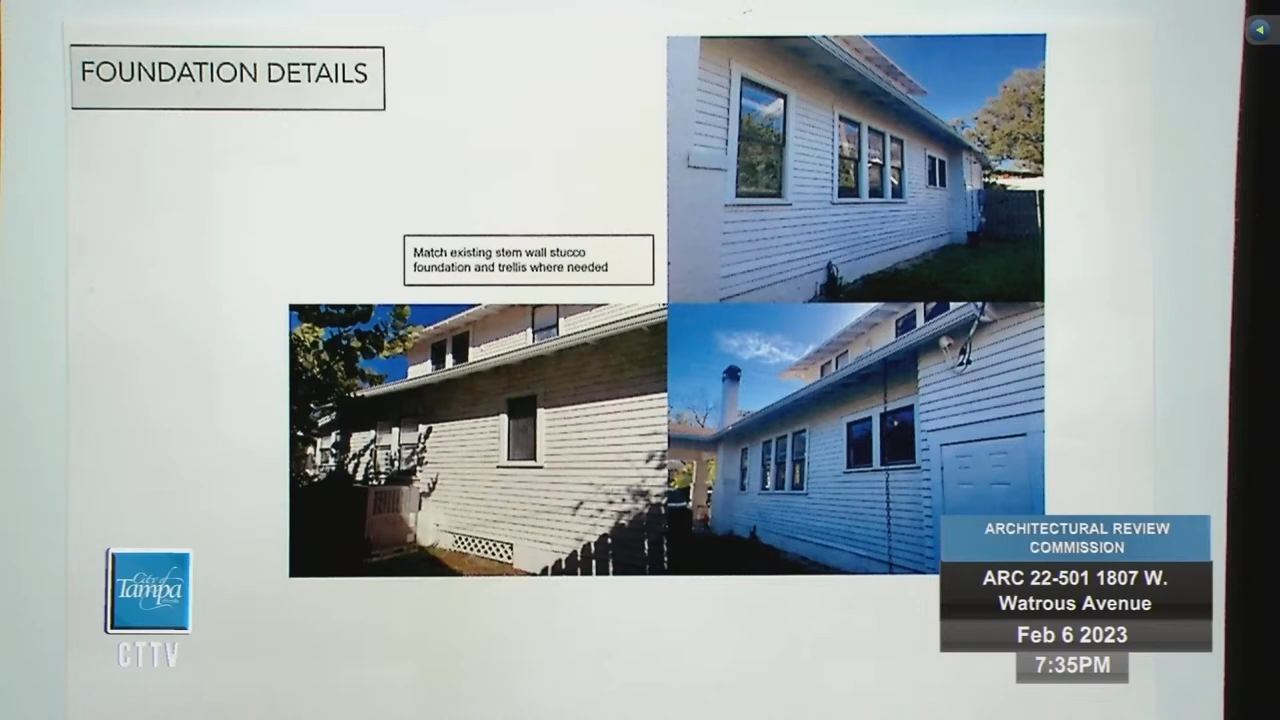 FOUNDATION DETAILS
Match existing stem wall stucco
foundation and trellis where needed
City of
Tampa
CTTV
ARCHITECTURAL REVIEW
COMMISSION
ARC 22-501 1807 W.
Watrous Avenue
Feb 6 2023
7:35PM